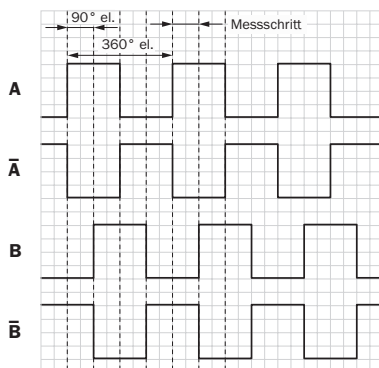 90° el.
Messschritt
360° el.
A
A̅
B
B̅